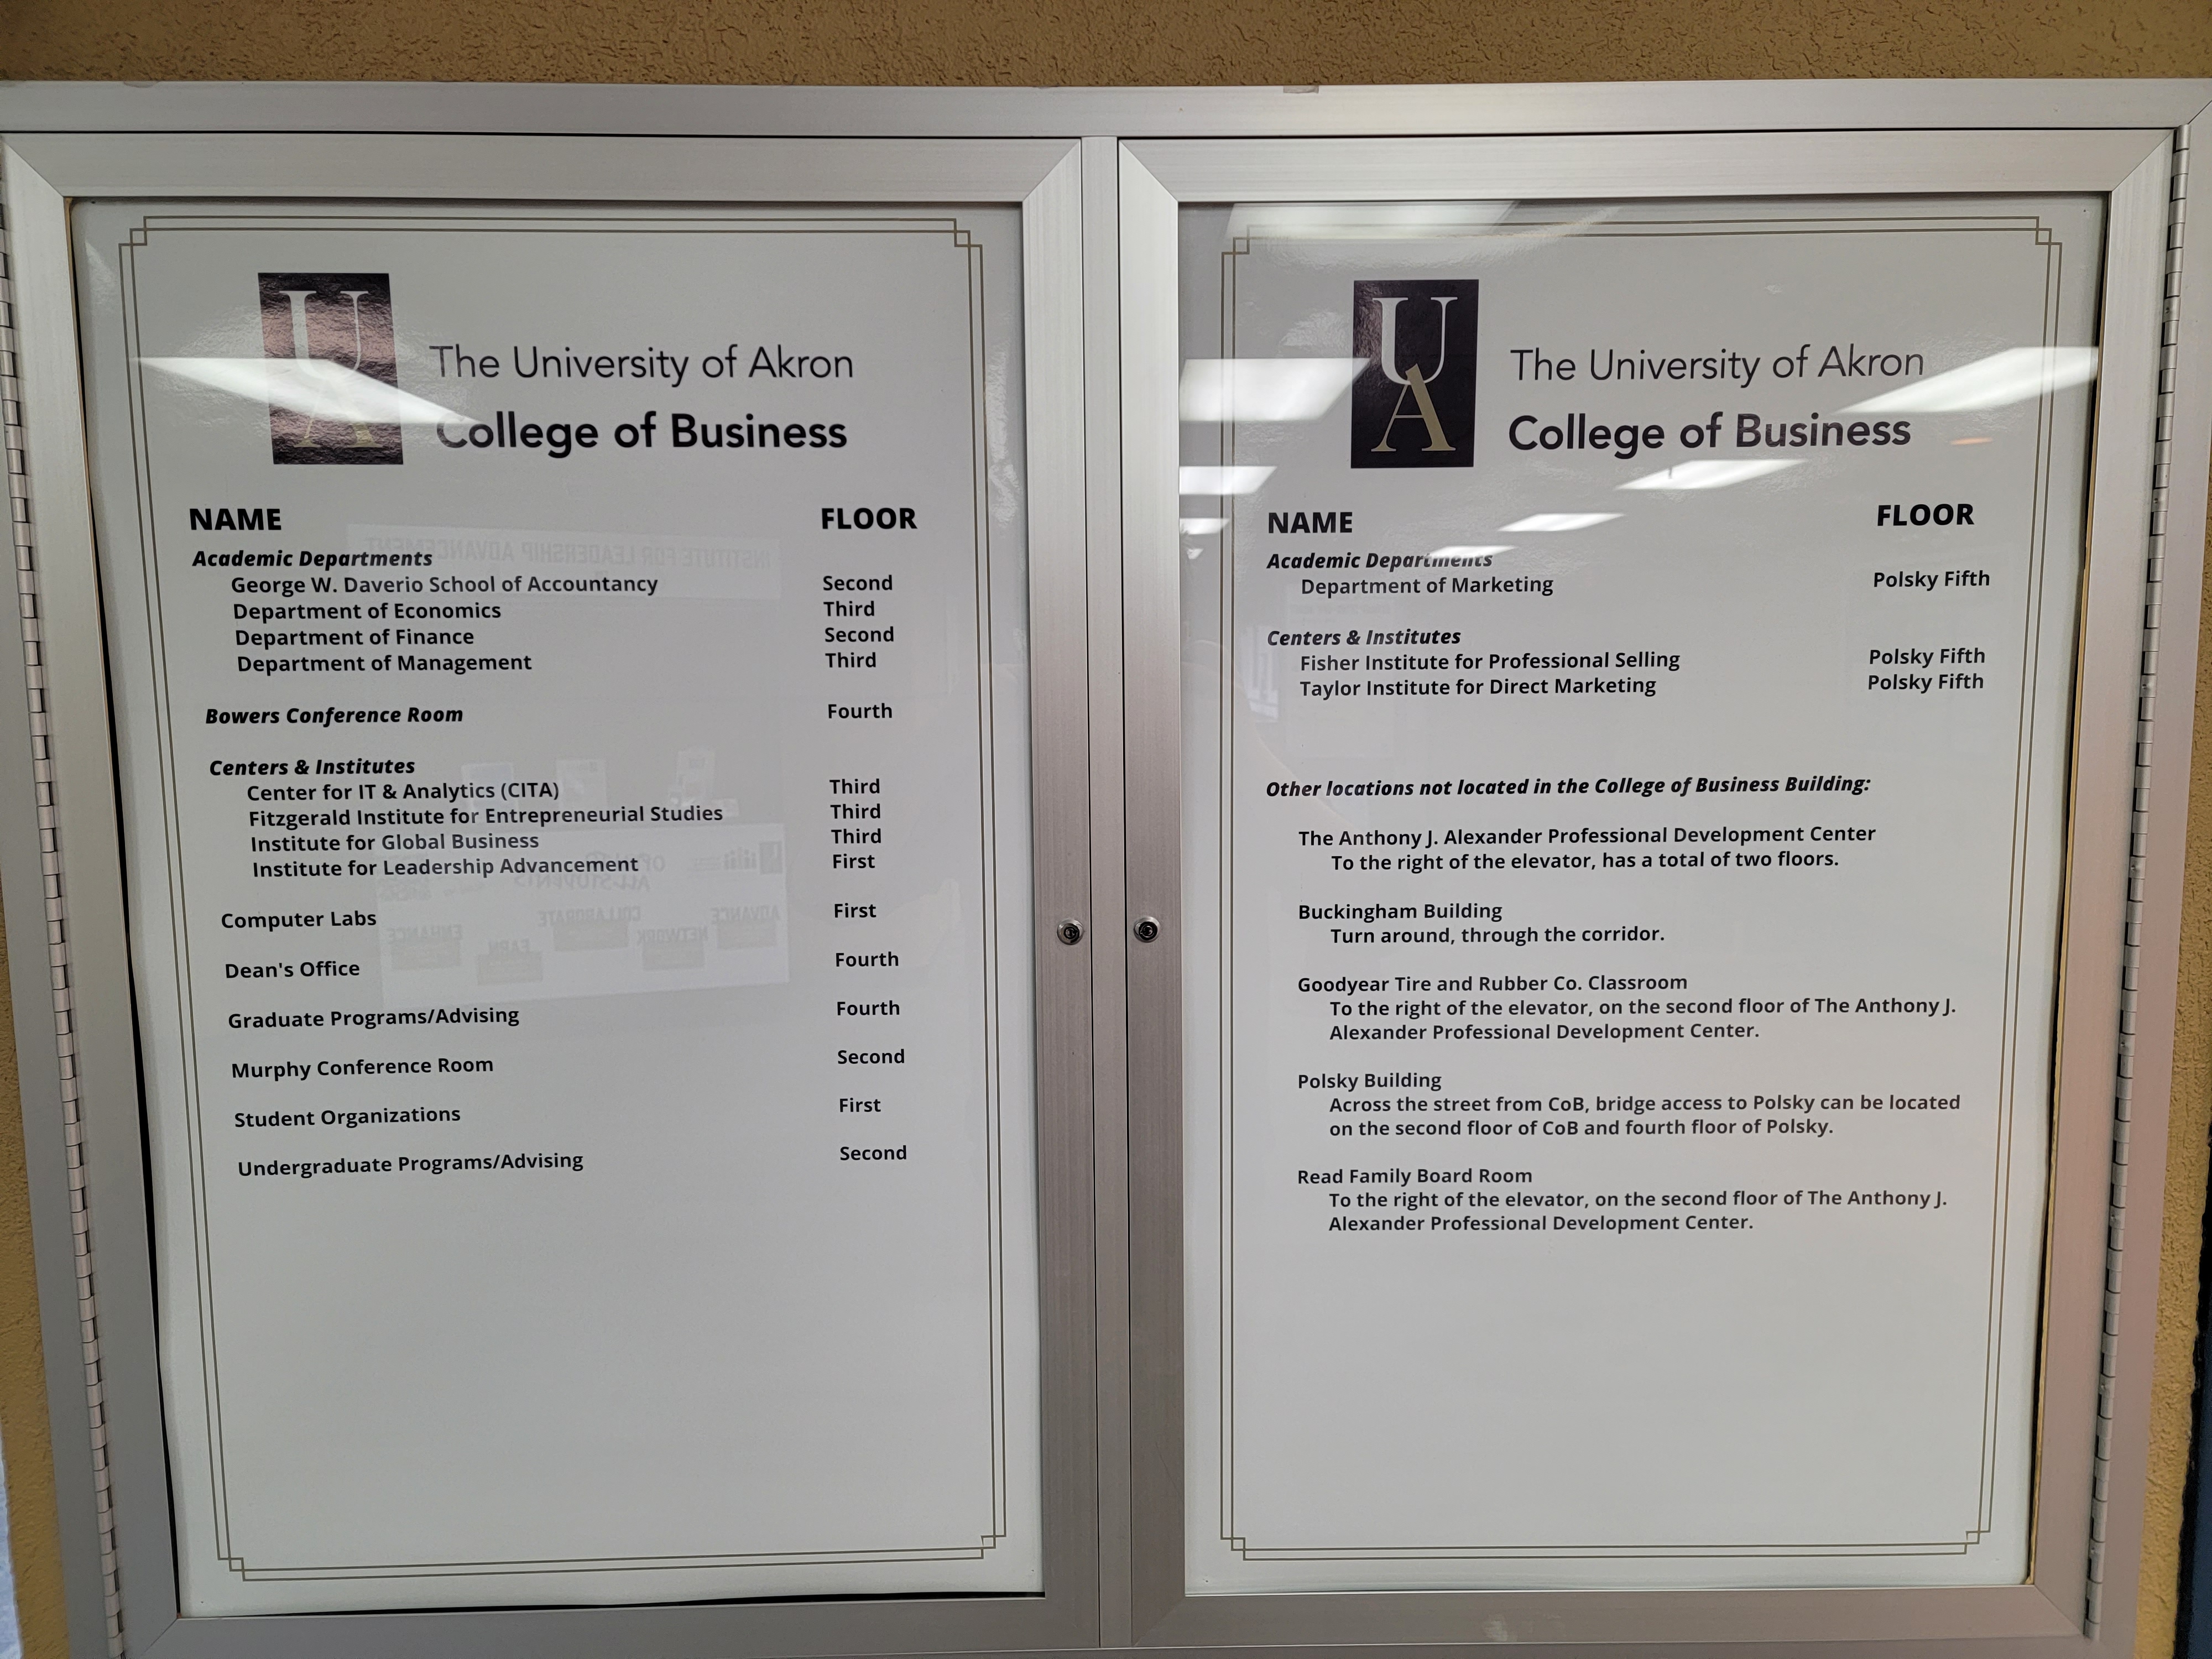 UA
The University of Akron
College of Business
NAME FLOOR
Academic Departments
George W. Daverio School of Accountancy Second
Department of Economics Third
Department of Finance Second
Department of Management Third
Bowers Conference Room Fourth
Centers & Institutes
Center for IT & Analytics (CITA) Third
Fitzgerald Institute for Entrepreneurial Studies Third
Institute for Global Business Third
Institute for Leadership Advancement First
Computer Labs First
Dean's Office Fourth
Graduate Programs/Advising Fourth
Murphy Conference Room Second
Student Organizations First
Undergraduate Programs/Advising Second
UA
The University of Akron
College of Business
NAME FLOOR
Academic Departments
Department of Marketing Polsky Fifth
Centers & Institutes
Fisher Institute for Professional Selling Polsky Fifth
Taylor Institute for Direct Marketing Polsky Fifth
Other locations not located in the College of Business Building:
The Anthony J. Alexander Professional Development Center
To the right of the elevator, has a total of two floors.
Buckingham Building
Turn around, through the corridor.
Goodyear Tire and Rubber Co. Classroom
To the right of the elevator, on the second floor of The Anthony J.
Alexander Professional Development Center.
Polsky Building
Across the street from CoB, bridge access to Polsky can be located
on the second floor of CoB and fourth floor of Polsky.
Read Family Board Room
To the right of the elevator, on the second floor of The Anthony J.
Alexander Professional Development Center.